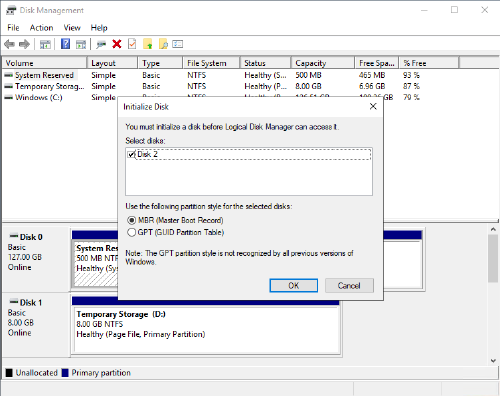 Disk Management
File Action View Help
Volume Layout Type File System Status Capacity Free Spa... % Free
System Reserved Simple Basic NTFS Healthy (S... 500 MB 465 MB 93 %
Temporary Storag... Simple Basic NTFS Healthy (P... 8.00 GB 6.96 GB 87 %
Windows (C:) Simple Basic NTFS 79 %
Initialize Disk
You must initialize a disk before Logical Disk Manager can access it.
Select disks:
Disk 2
Use the following partition style for the selected disks:
MBR (Master Boot Record)
GPT (GUID Partition Table)
Note: The GPT partition style is not recognized by all previous versions of
Windows.
OK Cancel
Disk 0
Basic
127.00 GB
Online
System Res
500 MB NTF
Healthy (Sys
Disk 1
Basic
8.00 GB
Online
Temporary Storage (D:)
8.00 GB NTFS
Healthy (Page File, Primary Partition)
Unallocated Primary partition